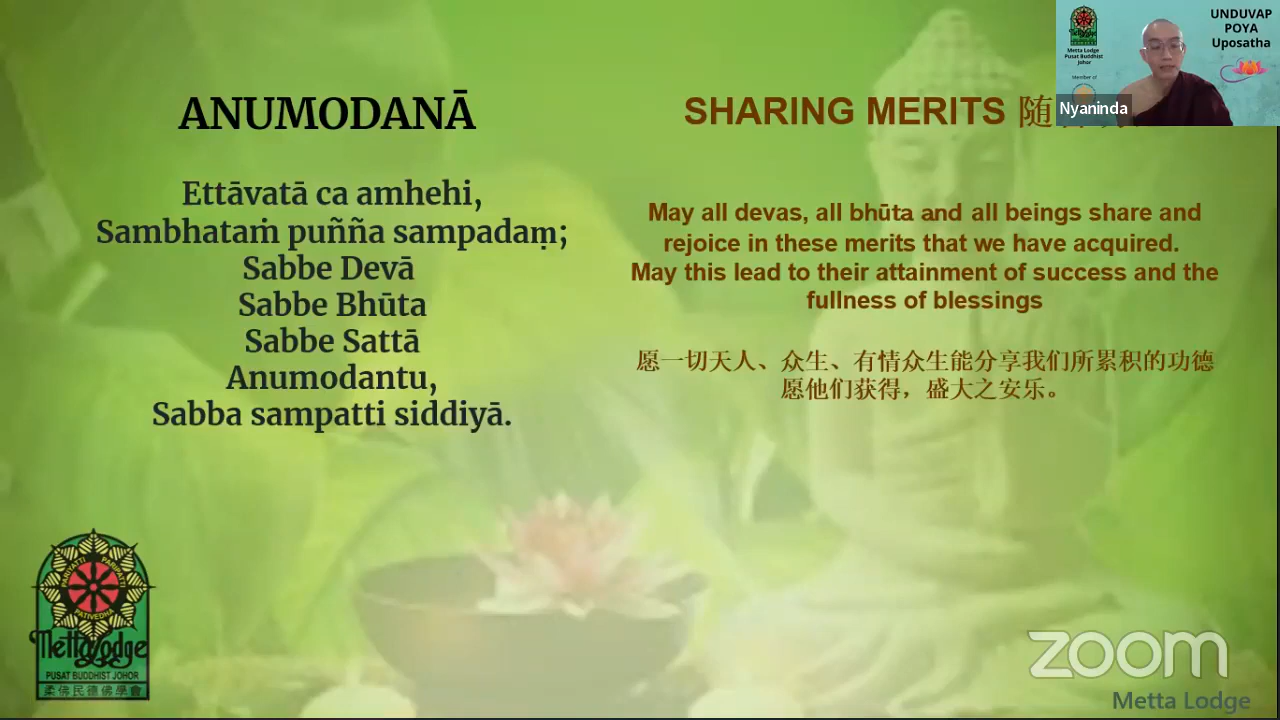 ANUMODANĀ
Ettāvatā ca amhehi,
Sambhataṁ puñña sampadaṃ;
Sabbe Devā
Sabbe Bhūta
Sabbe Sattā
Anumodantu,
Sabba sampatti siddiyā.
SHARING MERITS 随
May all devas, all bhūta and all beings share and
rejoice in these merits that we have acquired.
May this lead to their attainment of success and the
fullness of blessings
愿一切天人、众生、有情众生能分享我们所累积的功德
愿他们获得，盛大之安乐。
Metta Lodge
Pusat Buddhist
Johor
Member of
UNDUVAP
POYA
Uposatha
Nyaninda
PARIYATTI PARIPATTI
PATIVEDHA
Metta Lodge
PUSAT BUDDHIST JOHOR
柔佛民德佛學會
zoom
Metta Lodge